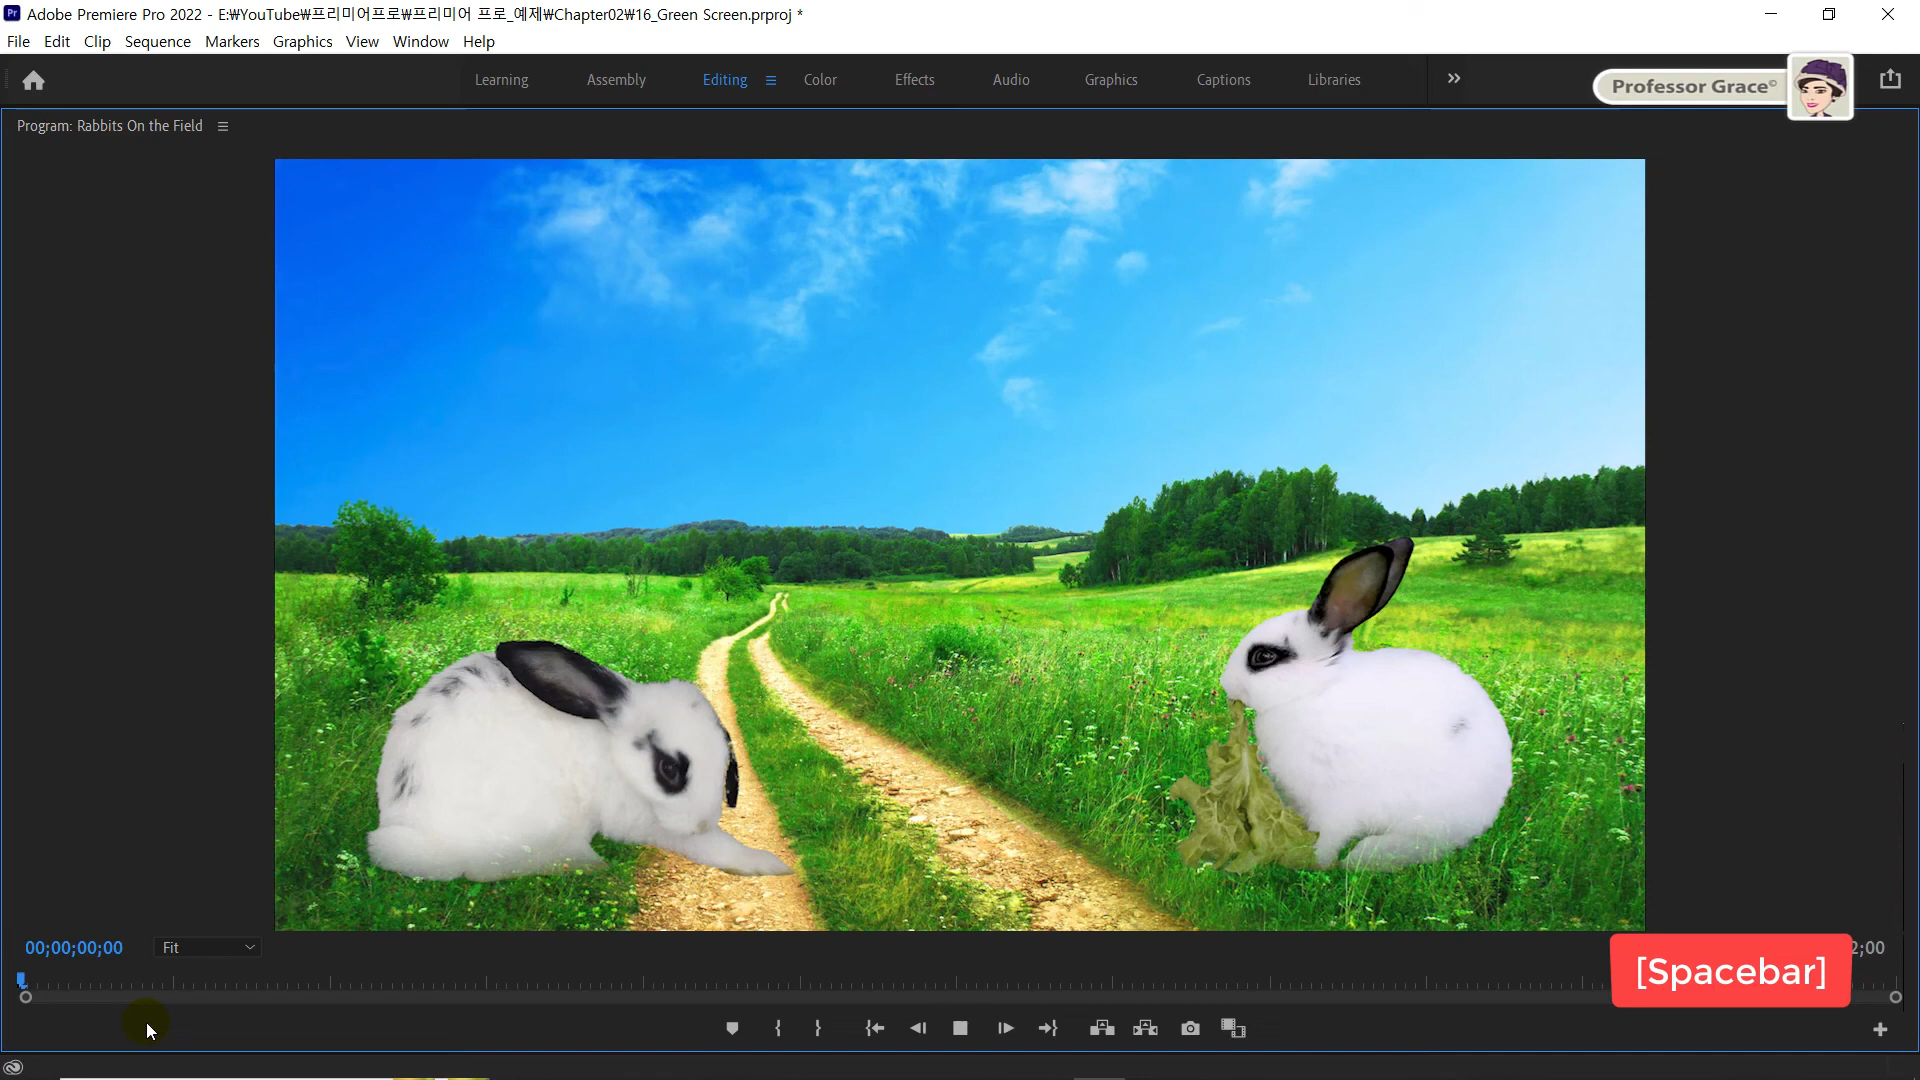 Pr Adobe Premiere Pro 2022 - E:₩YouTube₩프리미어프로₩프리미어 프로_예제₩Chapter02₩16_Green Screen.prproj *
File Edit Clip Sequence Markers Graphics View Window Help
Learning Assembly Editing Color Effects Audio Graphics Captions Libraries
Professor Grace©
Program: Rabbits On the Field
00;00;00;00 Fit 2;00
[Spacebar]